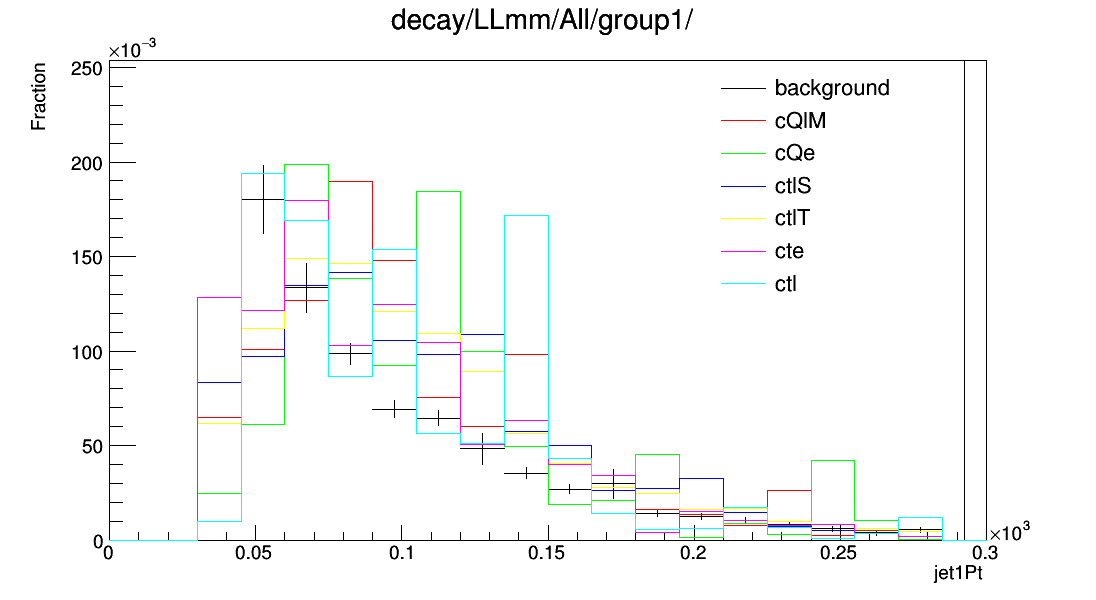 decay/LLmm/All/group1/
×10⁻³
Fraction
250
200
150
100
50
0
background
cQlM
cQe
ctlS
ctlT
cte
ctl
0 0.05 0.1 0.15 0.2 0.25 0.3
×10³
jet1Pt